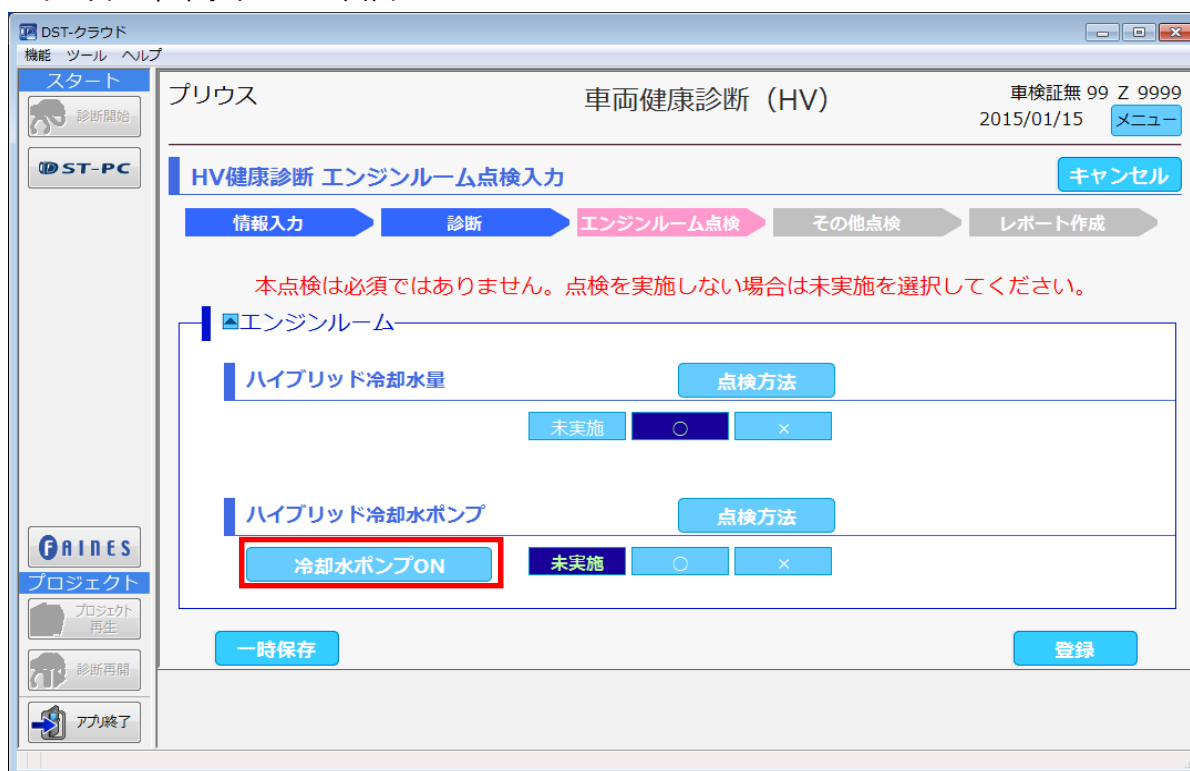 DST-クラウド
機能 ツール ヘルプ
スタート
診断開始
DST-PC
プリウス
車両健康診断（HV）
車検証無 99 Z 9999
2015/01/15 メニュー
HV健康診断 エンジンルーム点検入力
キャンセル
情報入力 診断 エンジンルーム点検 その他点検 レポート作成
本点検は必須ではありません。点検を実施しない場合は未実施を選択してください。
エンジンルーム
ハイブリッド冷却水量 点検方法
未実施 ○ ×
ハイブリッド冷却水ポンプ 点検方法
冷却水ポンプON 未実施 ○ ×
一時保存 登録
FAINES
プロジェクト
プロジェクト
再生
診断再開
アプリ終了